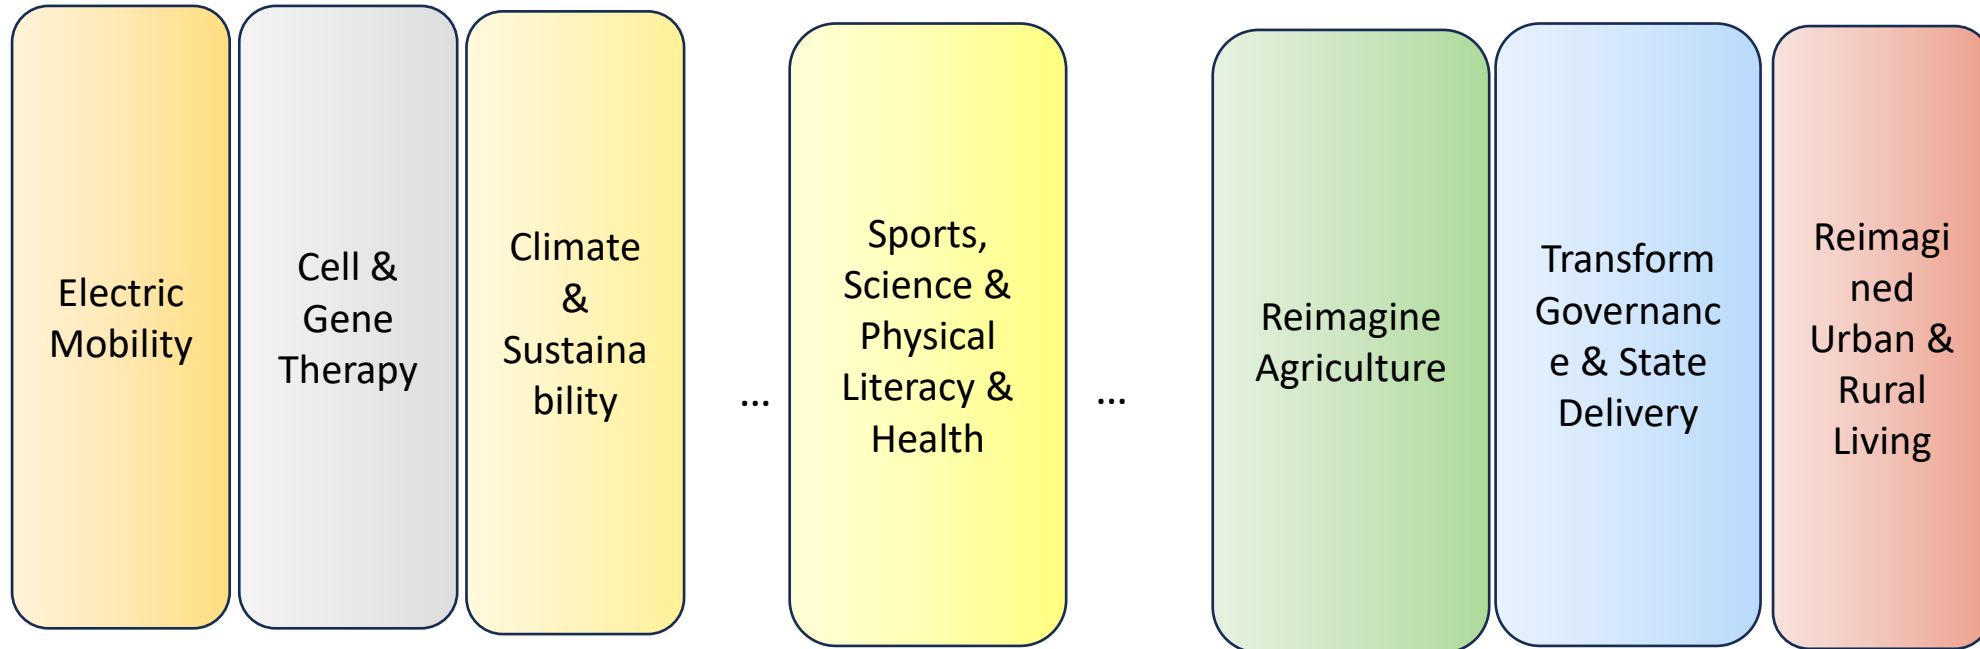 Electric
Mobility
Cell &
Gene
Therapy
Climate
&
Sustaina
bility
...
Sports,
Science &
Physical
Literacy &
Health
...
Reimagine
Agriculture
Transform
Governanc
e & State
Delivery
Reimagi
ned
Urban &
Rural
Living